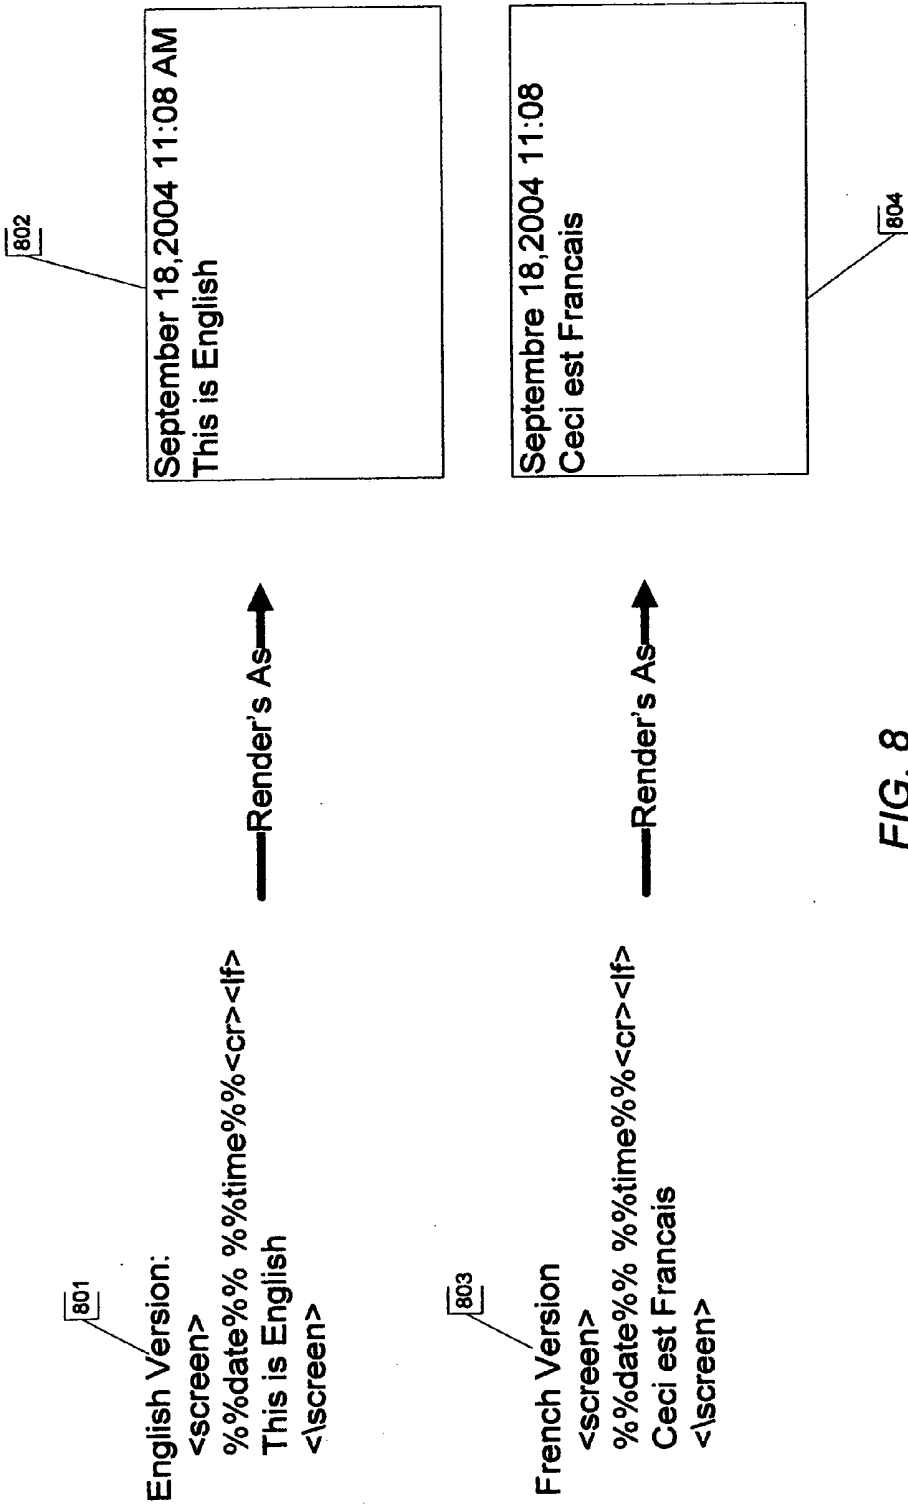 801
English Version:
<screen>
%%date%% %%time%%<cr><lf>
This is English
<\screen>
Render's As
802
September 18,2004 11:08 AM
This is English
803
French Version
<screen>
%%date%% %%time%%<cr><lf>
Ceci est Francais
<\screen>
Render's As
Septembre 18,2004 11:08
Ceci est Francais
804
FIG. 8